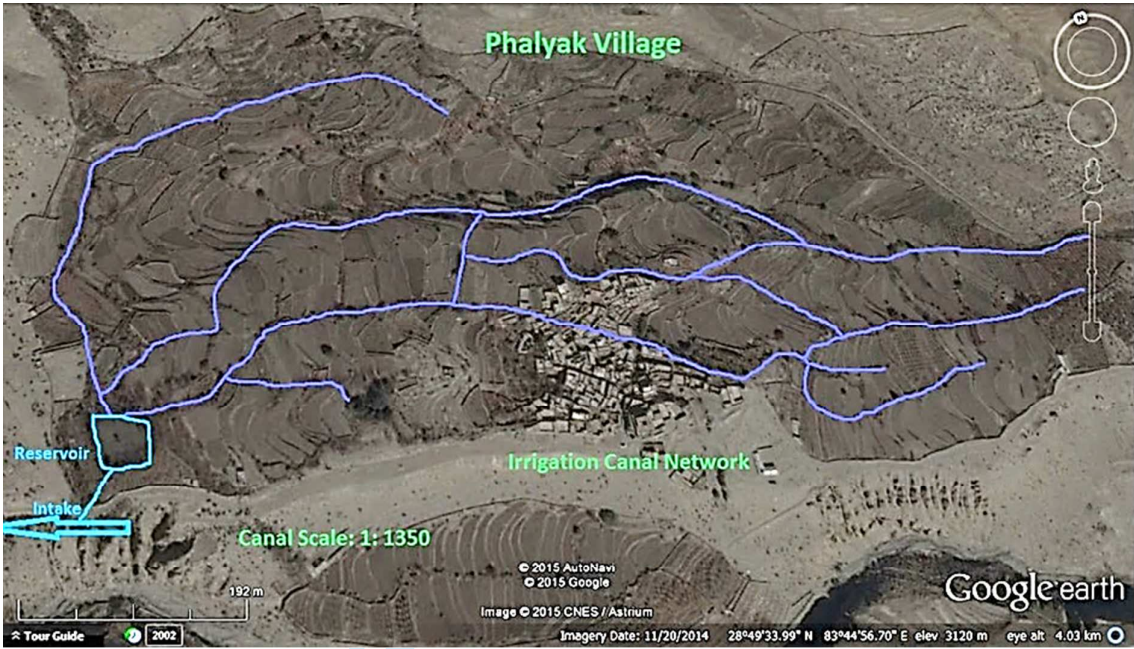 N
Phalyak Village
Reservoir
Irrigation Canal Network
Intake
Canal Scale: 1: 1350
© 2015 AutoNavi
© 2015 Google
192 m
Image © 2015 CNES / Astrium
Google earth
Tour Guide
2002
Imagery Date: 11/20/2014 28°49'33.99" N 83°44'56.70" E elev 3120 m eye alt 4.03 km